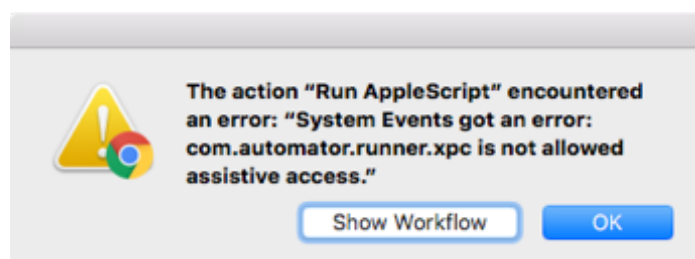 The action “Run AppleScript” encountered
an error: “System Events got an error:
com.automator.runner.xpc is not allowed
assistive access.”
Show Workflow
OK